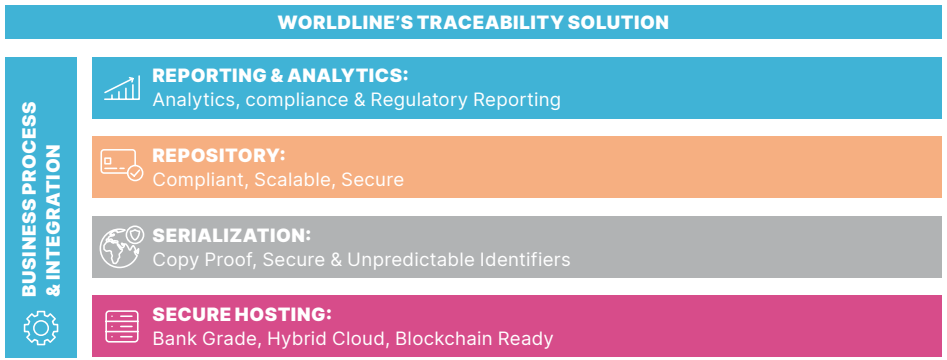 WORLDLINE'S TRACEABILITY SOLUTION
BUSINESS PROCESS
& INTEGRATION
REPORTING & ANALYTICS:
Analytics, compliance & Regulatory Reporting
REPOSITORY:
Compliant, Scalable, Secure
SERIALIZATION:
Copy Proof, Secure & Unpredictable Identifiers
SECURE HOSTING:
Bank Grade, Hybrid Cloud, Blockchain Ready